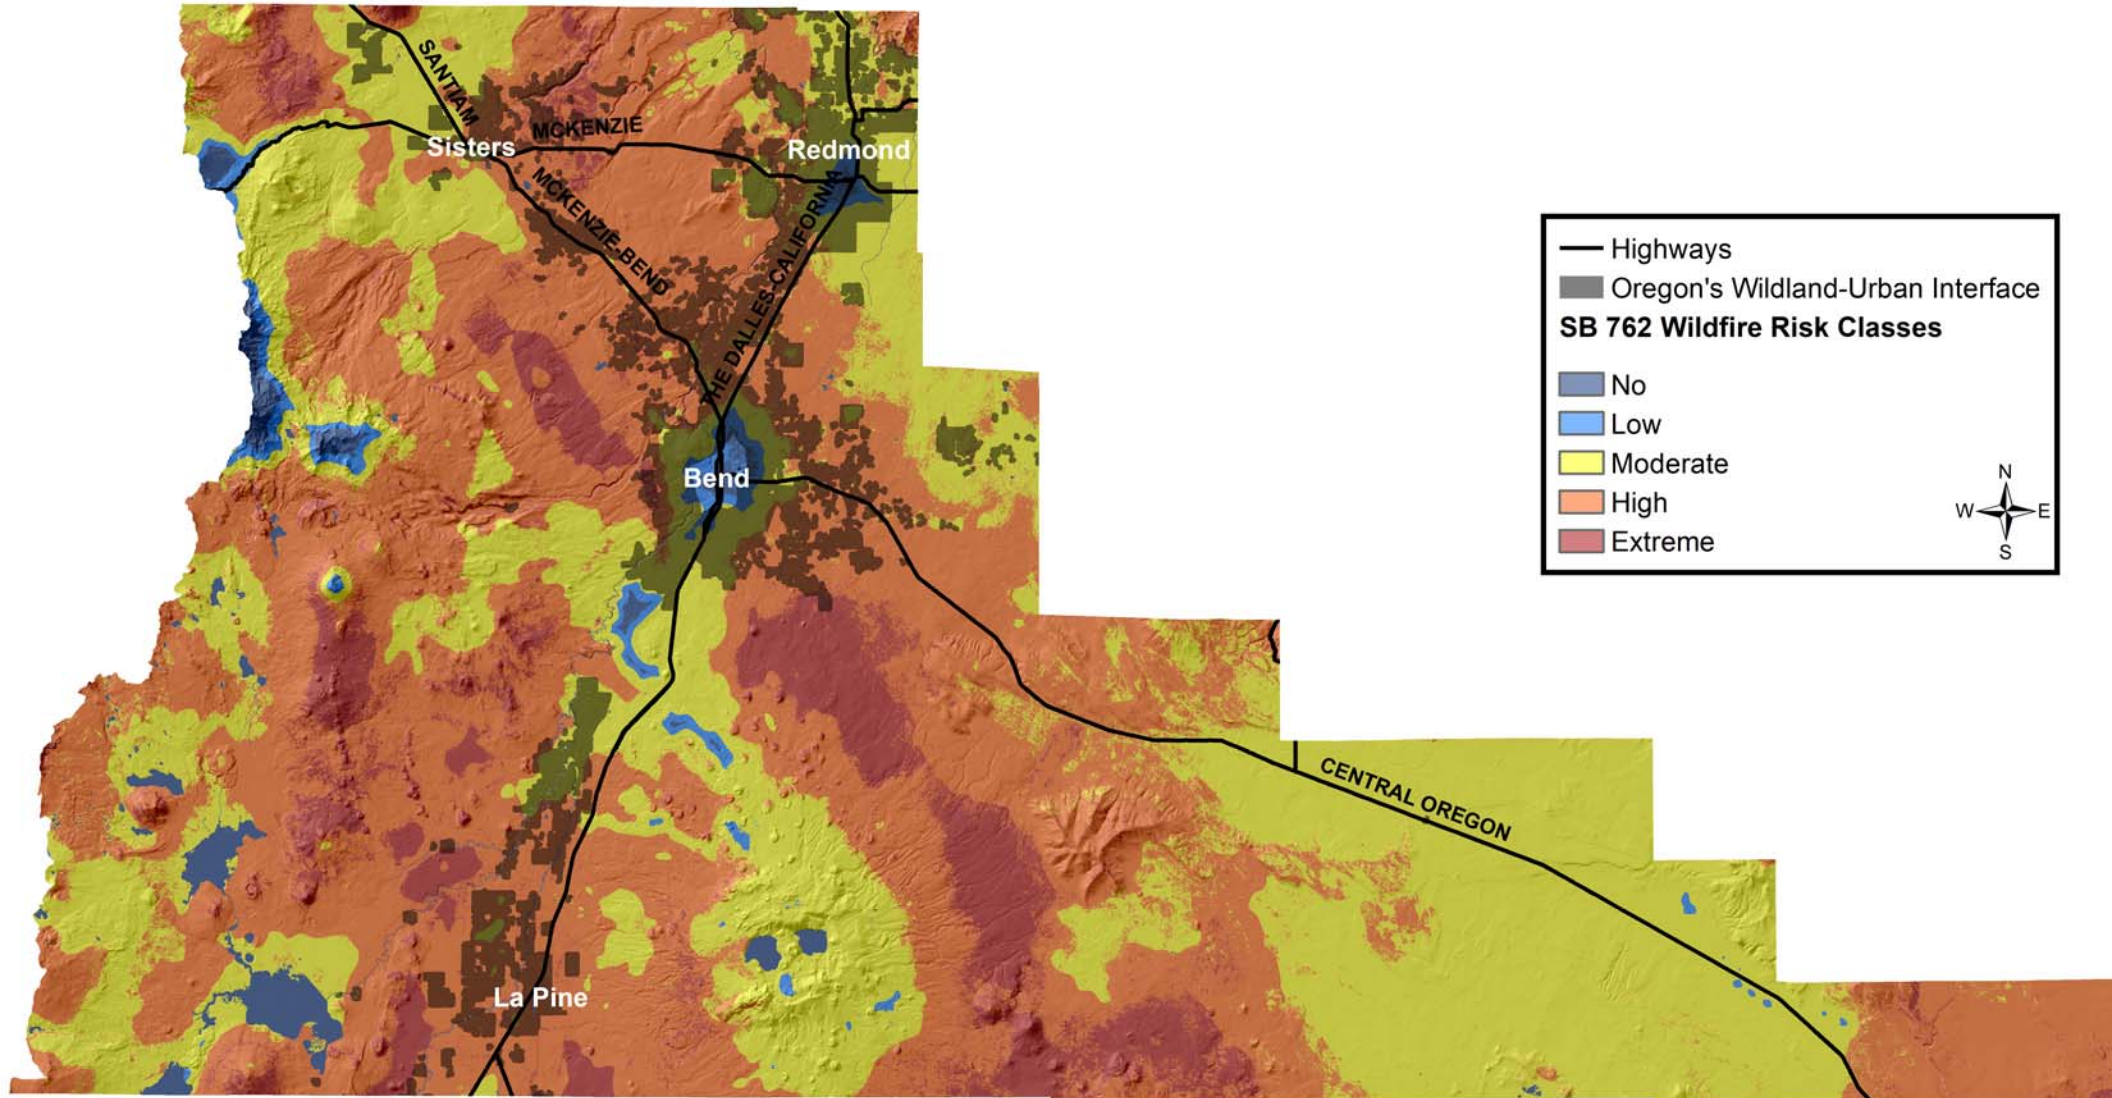 SANTIAM
MCKENZIE
Sisters
Redmond
MCKENZIE-BEND
THE DALLES-CALIFORNIA
Bend
CENTRAL OREGON
La Pine
Highways
Oregon's Wildland-Urban Interface
SB 762 Wildfire Risk Classes
No
Low
Moderate
High
Extreme
N
W
E
S